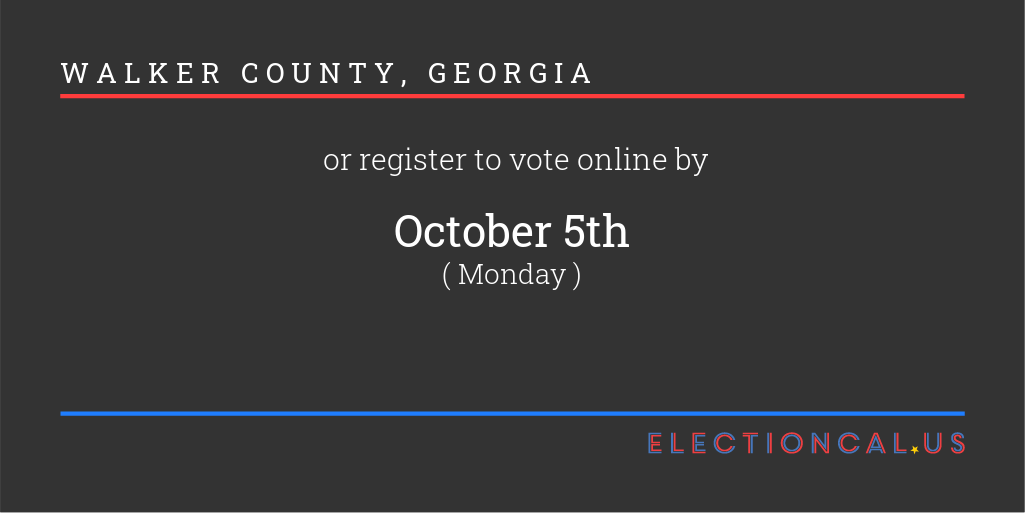 WALKER COUNTY, GEORGIA
or register to vote online by
October 5th
( Monday )
ELECTIONCAL.US